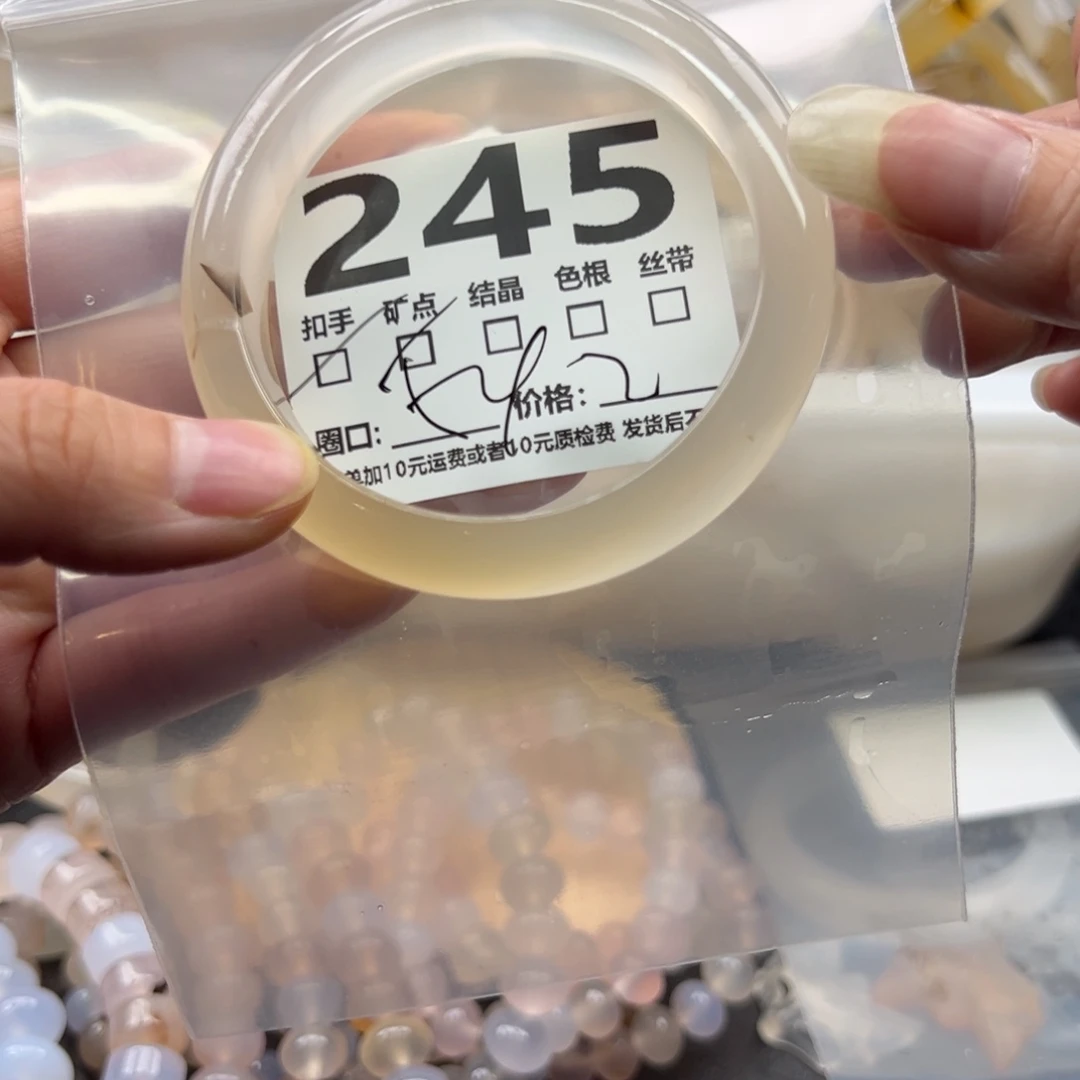 245
扣手 矿点 结晶 色根 丝带
圈口: 价格:
单加10元运费或者10元质检费 发货后不